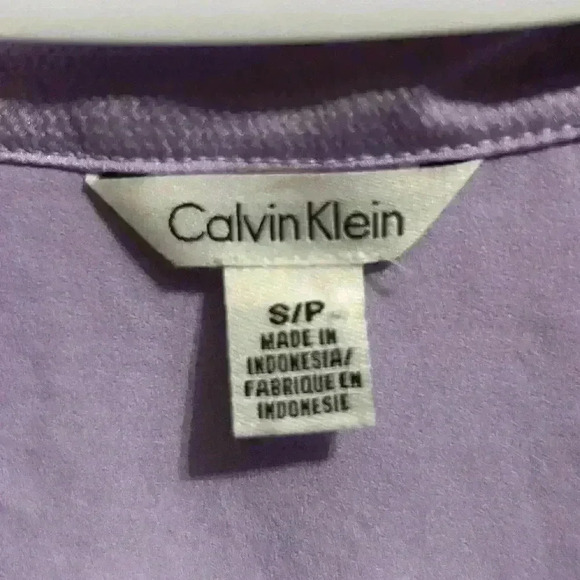 Calvin Klein
S/P
MADE IN
INDONESIA/
FABRIQUE EN
INDONESIE